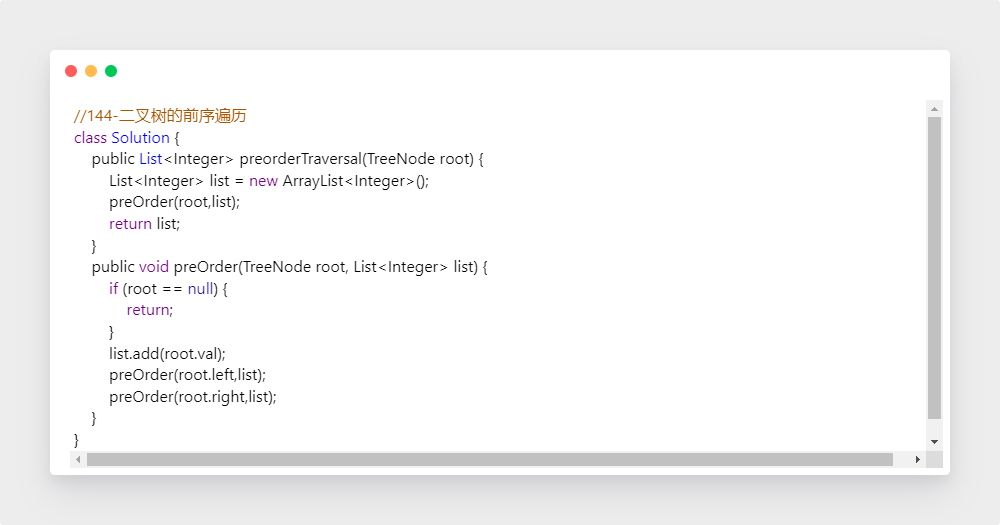 //144-二叉树的前序遍历
class Solution {
    public List<Integer> preorderTraversal(TreeNode root) {
        List<Integer> list = new ArrayList<Integer>();
        preOrder(root,list);
        return list;
    }
    public void preOrder(TreeNode root, List<Integer> list) {
        if (root == null) {
            return;
        }
        list.add(root.val);
        preOrder(root.left,list);
        preOrder(root.right,list);
    }
}